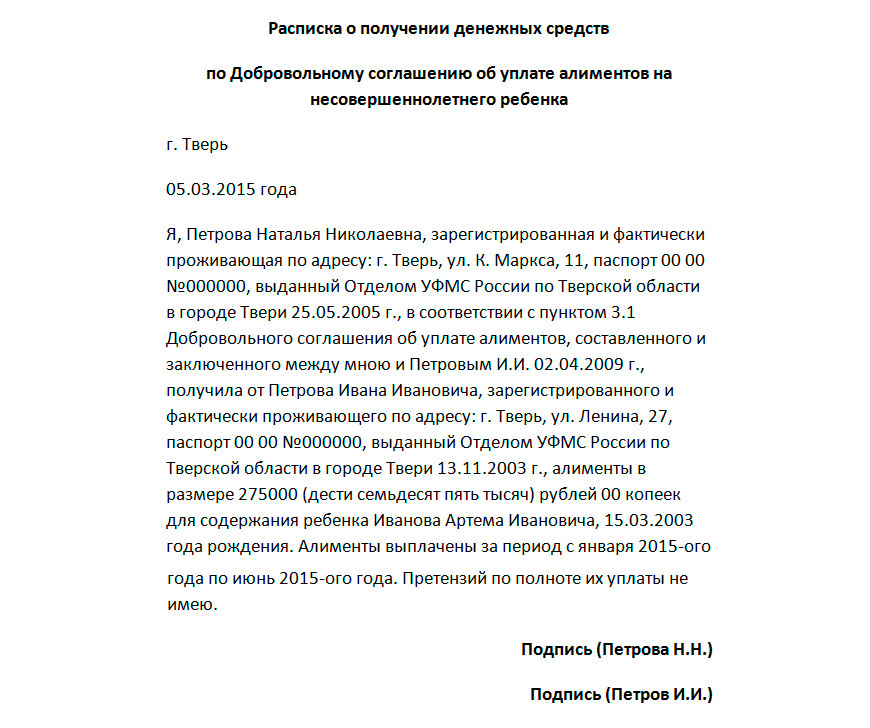 Расписка о получении денежных средств
по Добровольному соглашению об уплате алиментов на
несовершеннолетнего ребенка
г. Тверь
05.03.2015 года
Я, Петрова Наталья Николаевна, зарегистрированная и фактически
проживающая по адресу: г. Тверь, ул. К. Маркса, 11, паспорт 00 00
№000000, выданный Отделом УФМС России по Тверской области
в городе Твери 25.05.2005 г., в соответствии с пунктом 3.1
Добровольного соглашения об уплате алиментов, составленного и
заключенного между мною и Петровым И.И. 02.04.2009 г.,
получила от Петрова Ивана Ивановича, зарегистрированного и
фактически проживающего по адресу: г. Тверь, ул. Ленина, 27,
паспорт 00 00 №000000, выданный Отделом УФМС России по
Тверской области в городе Твери 13.11.2003 г., алименты в
размере 275000 (дести семьдесят пять тысяч) рублей 00 копеек
для содержания ребенка Иванова Артема Ивановича, 15.03.2003
года рождения. Алименты выплачены за период с января 2015-ого
года по июнь 2015-ого года. Претензий по полноте их уплаты не
имею.
Подпись (Петрова Н.Н.)
Подпись (Петров И.И.)